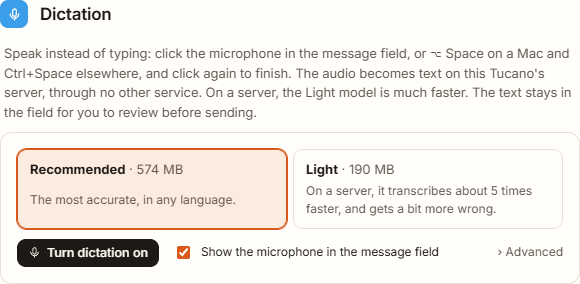 Dictation
Speak instead of typing: click the microphone in the message field, or ⌥ Space on a Mac and
Ctrl+Space elsewhere, and click again to finish. The audio becomes text on this Tucano's
server, through no other service. On a server, the Light model is much faster. The text stays in
the field for you to review before sending.
Recommended · 574 MB
The most accurate, in any language.
Light · 190 MB
On a server, it transcribes about 5 times
faster, and gets a bit more wrong.
Turn dictation on
Show the microphone in the message field
› Advanced